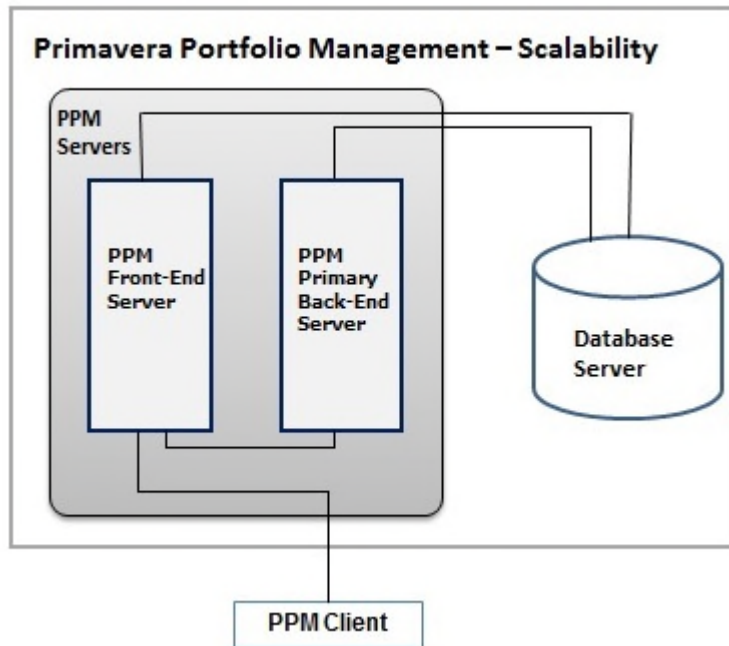 Primavera Portfolio Management – Scalability
PPM
Servers
PPM
Front-End
Server
PPM
Primary
Back-End
Server
Database
Server
PPM Client